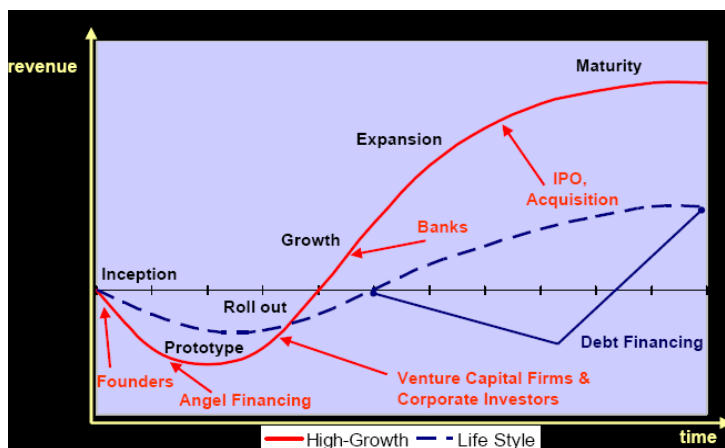 revenue
Maturity
Expansion
IPO,
Acquisition
Banks
Growth
Inception
Roll out
Debt Financing
Prototype
Founders
Venture Capital Firms &
Angel Financing
Corporate Investors
time
High-Growth
Life Style